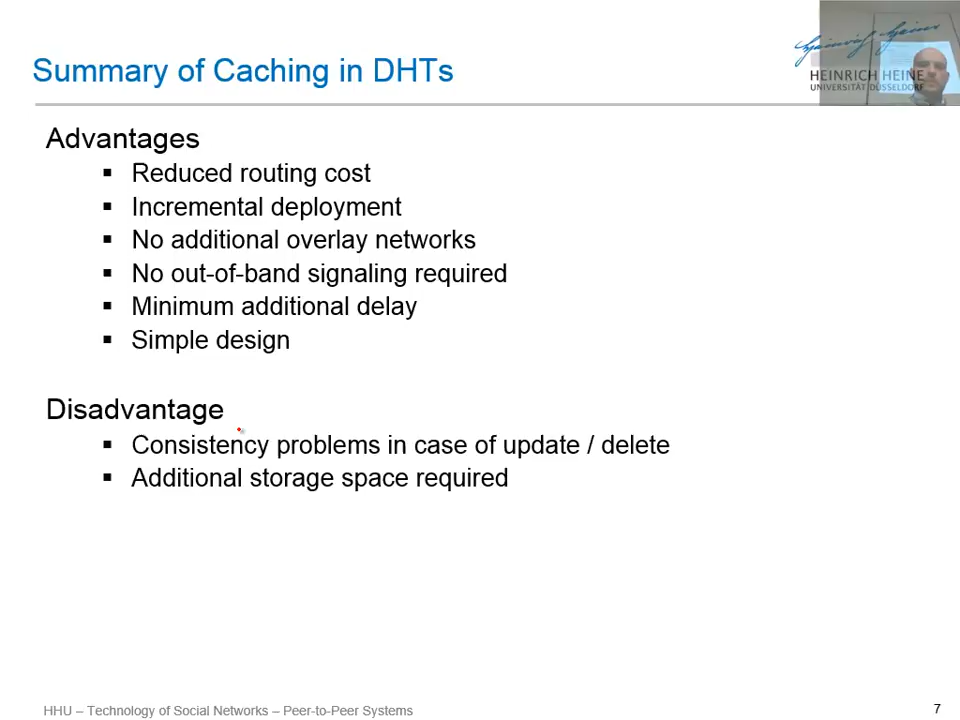 Summary of Caching in DHTs
Heinrich Heine
HEINRICH HEINE
UNIVERSITÄT DÜSSELDORF
Advantages
▪ Reduced routing cost
▪ Incremental deployment
▪ No additional overlay networks
▪ No out-of-band signaling required
▪ Minimum additional delay
▪ Simple design
Disadvantage
▪ Consistency problems in case of update / delete
▪ Additional storage space required
HHU – Technology of Social Networks – Peer-to-Peer Systems
7